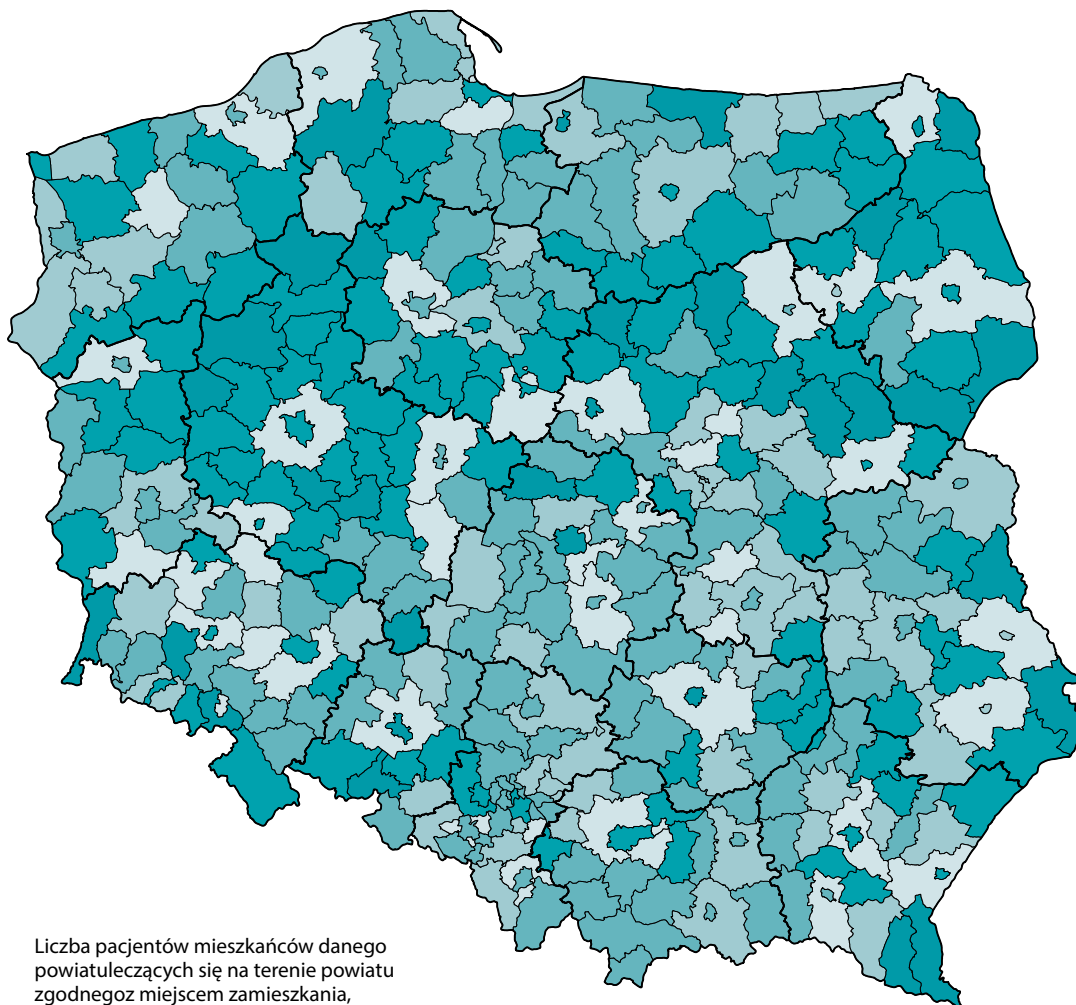 Liczba pacjentów mieszkańców danego
powiatuleczących się na terenie powiatu
zgodnegoz miejscem zamieszkania,